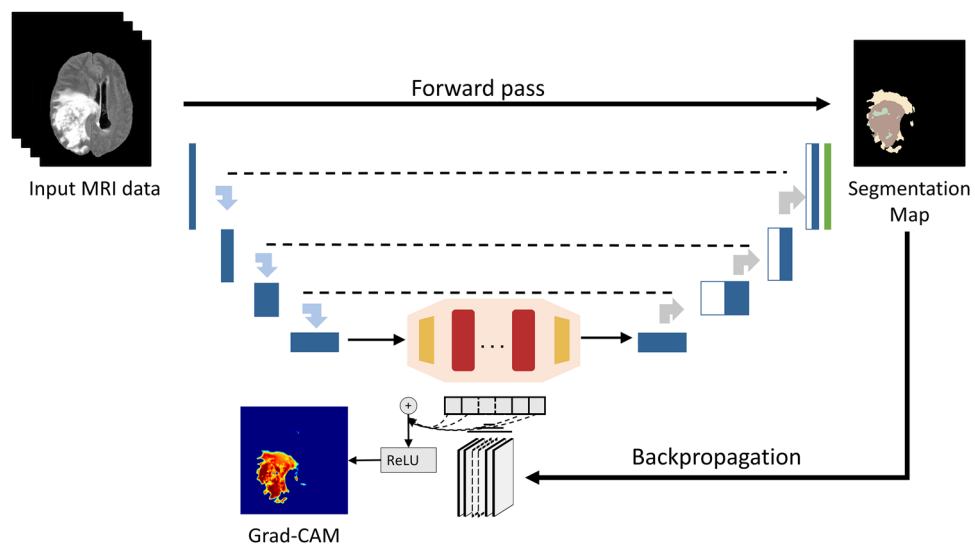 Forward pass
Input MRI data
Segmentation
Map
. . .
+
ReLU
Backpropagation
Grad-CAM